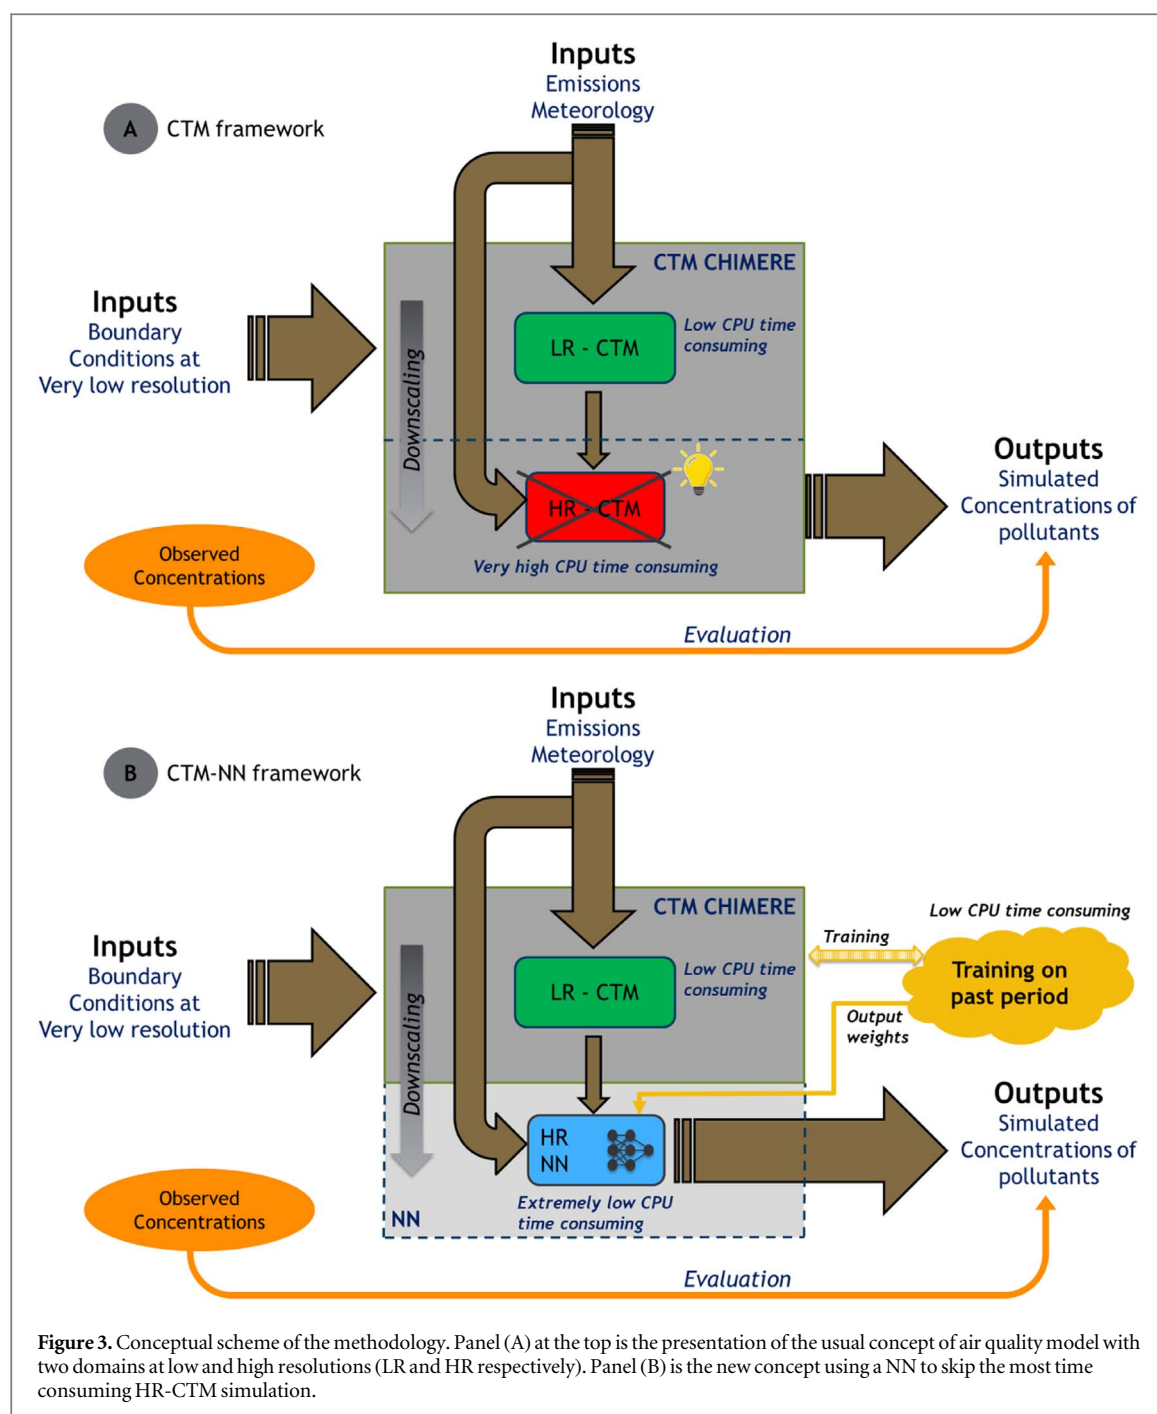 Inputs
Emissions
Meteorology
A CTM framework
CTM CHIMERE
Inputs
Boundary
Conditions at
Very low resolution
Downscaling
LR - CTM
Low CPU time
consuming
HR - CTM
Very high CPU time consuming
Outputs
Simulated
Concentrations of
pollutants
Observed
Concentrations
Evaluation
Inputs
Emissions
Meteorology
B CTM-NN framework
CTM CHIMERE
Inputs
Boundary
Conditions at
Very low resolution
Downscaling
LR - CTM
Low CPU time
consuming
Low CPU time consuming
Training
Training on
past period
Output
weights
HR
NN
Extremely low CPU
time consuming
NN
Outputs
Simulated
Concentrations of
pollutants
Observed
Concentrations
Evaluation
Figure 3. Conceptual scheme of the methodology. Panel (A) at the top is the presentation of the usual concept of air quality model with
two domains at low and high resolutions (LR and HR respectively). Panel (B) is the new concept using a NN to skip the most time
consuming HR-CTM simulation.